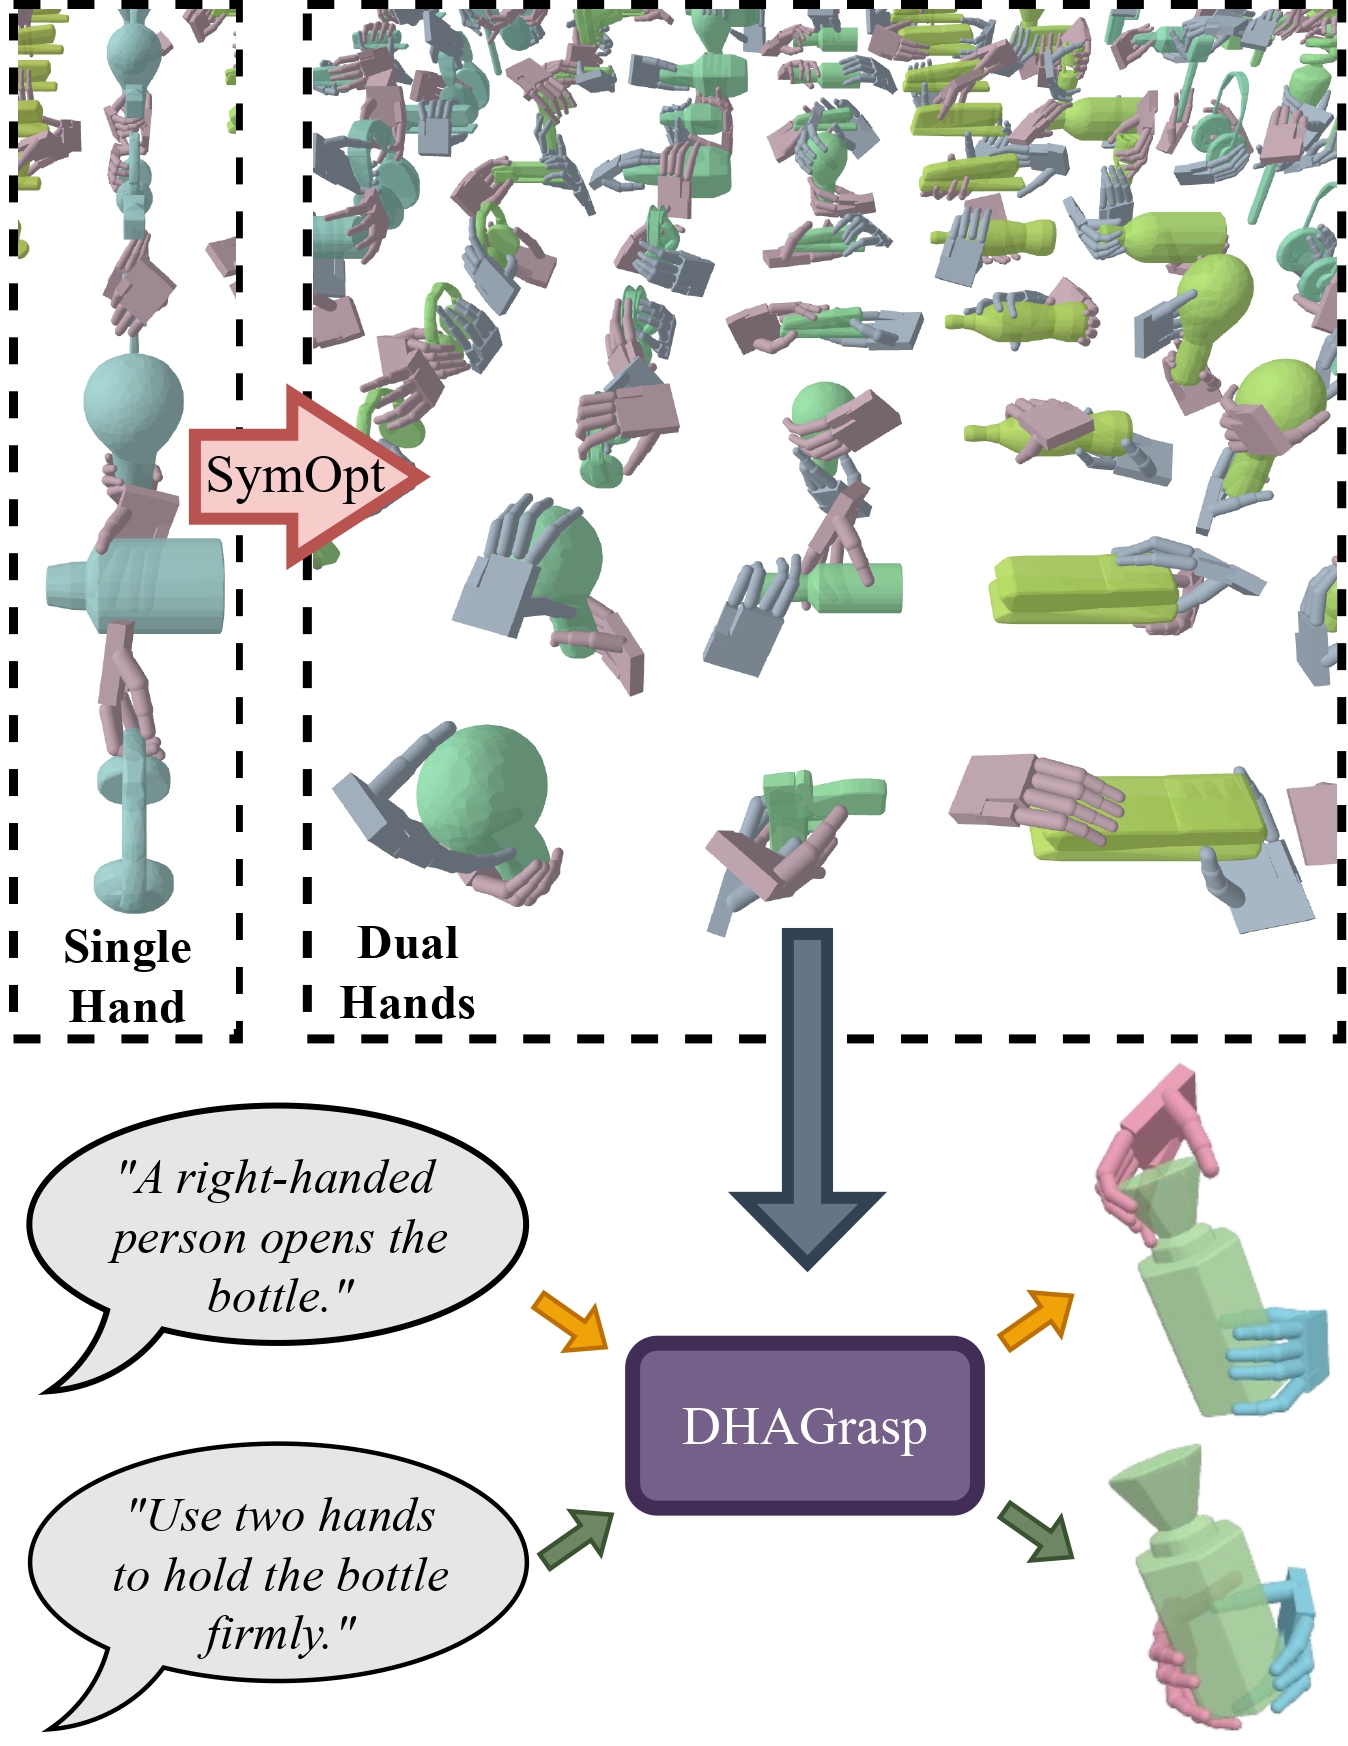 SymOpt
Single
Hand
Dual
Hands
"A right-handed
person opens the
bottle."
DHAGrasp
"Use two hands
to hold the bottle
firmly."